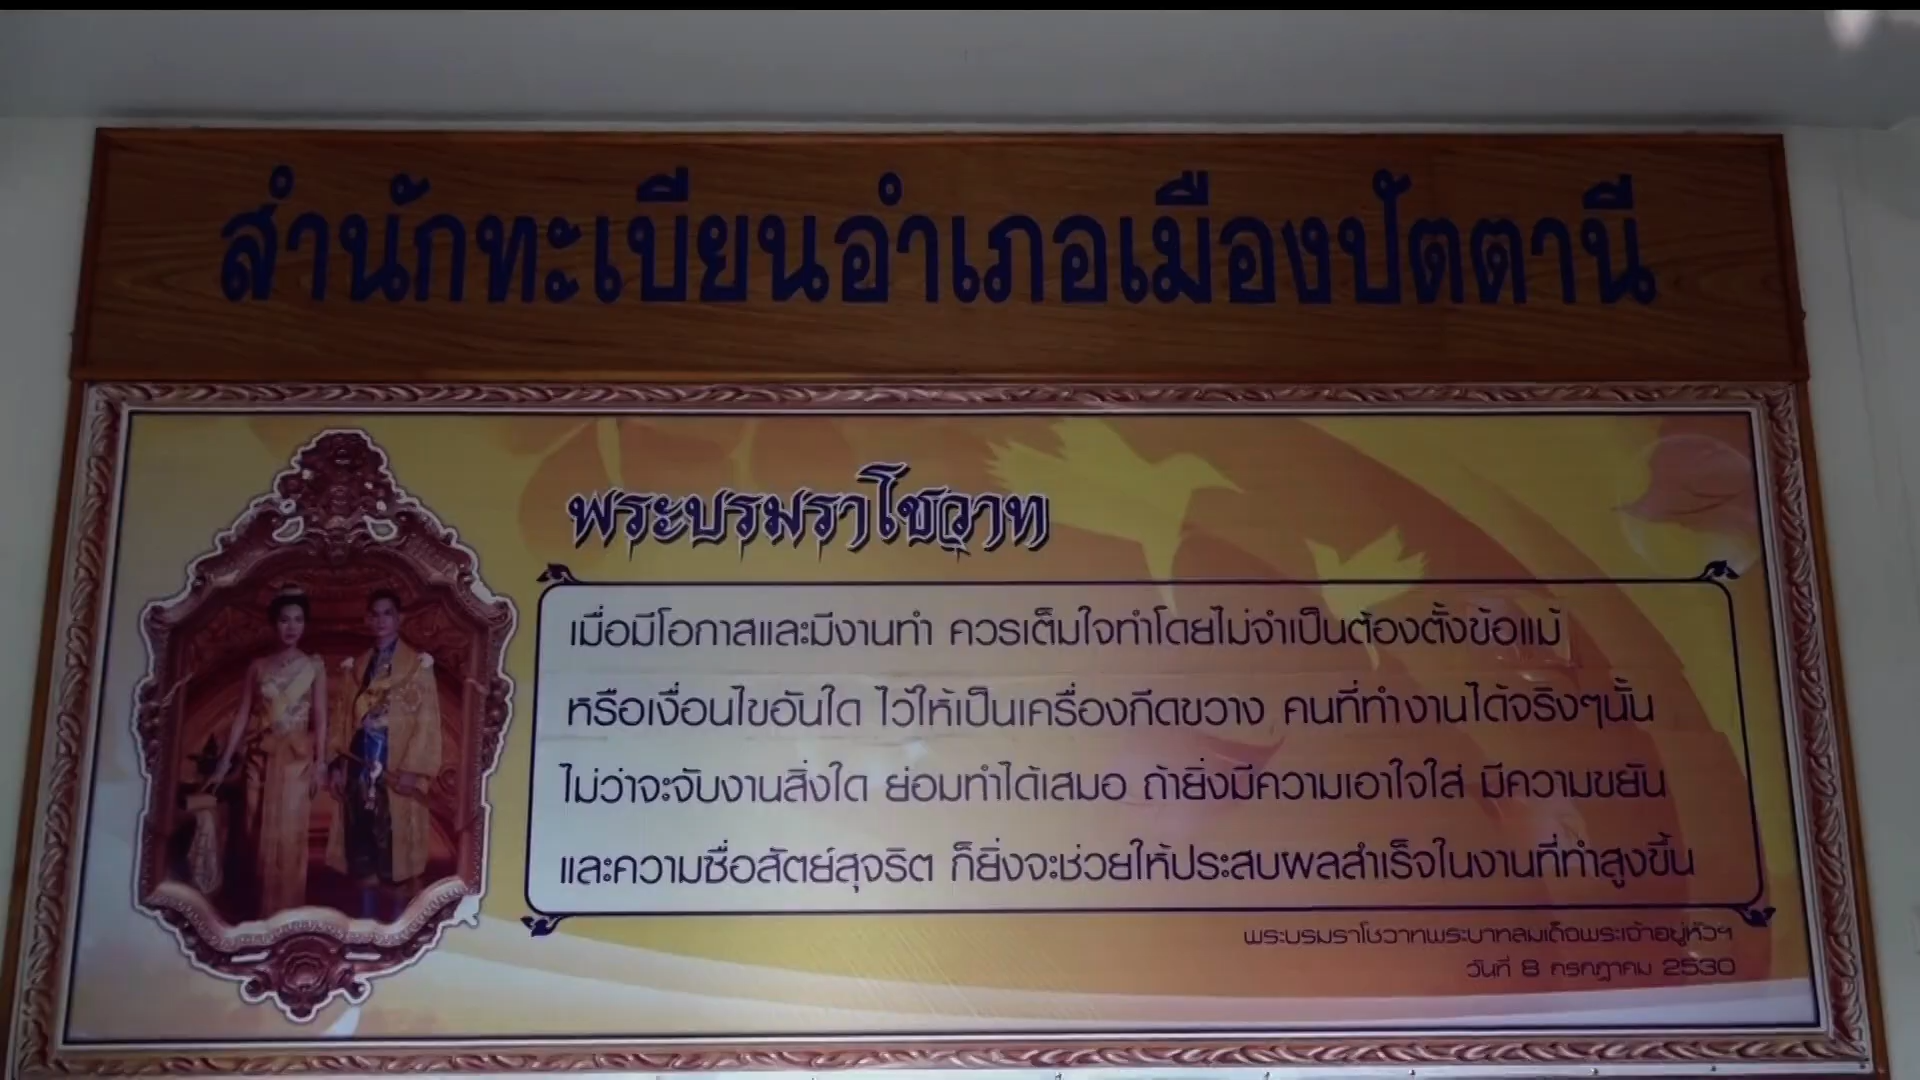 สำนักทะเบียนอำเภอเมืองปัตตานี
พระบรมราโชวาท
เมื่อมีโอกาสและมีงานทำ ควรเต็มใจทำโดยไม่จำเป็นต้องตั้งข้อแม้
หรือเงื่อนไขอันใด ไว้ให้เป็นเครื่องกีดขวาง คนที่ทำงานได้จริงๆนั้น
ไม่ว่าจะจับงานสิ่งใด ย่อมทำได้เสมอ ถ้ายิ่งมีความเอาใจใส่ มีความขยัน
และความซื่อสัตย์สุจริต ก็ยิ่งจะช่วยให้ประสบผลสำเร็จในงานที่ทำสูงขึ้น
พระบรมราโชวาทพระบาทสมเด็จพระเจ้าอยู่หัวฯ
วันที่ 8 กรกฎาคม 2530